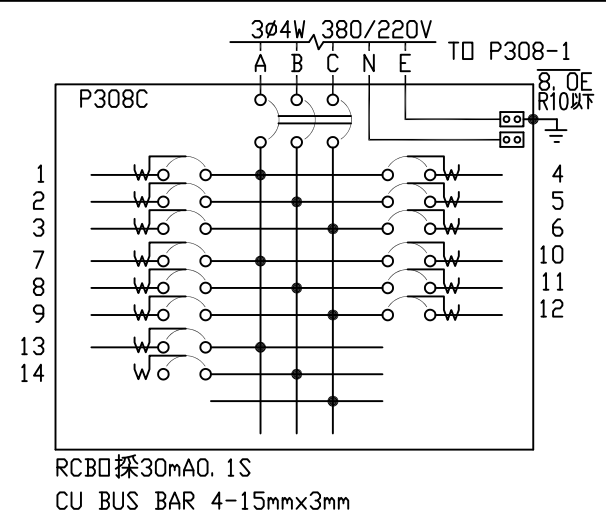 3Ø4W 380/220V
TO P308-1
A B C N E
8.0E
P308C
R10以下
1 4
2 5
3 6
7 10
8 11
9 12
13
14
RCBO採30mA0.1S
CU BUS BAR 4-15mmx3mm